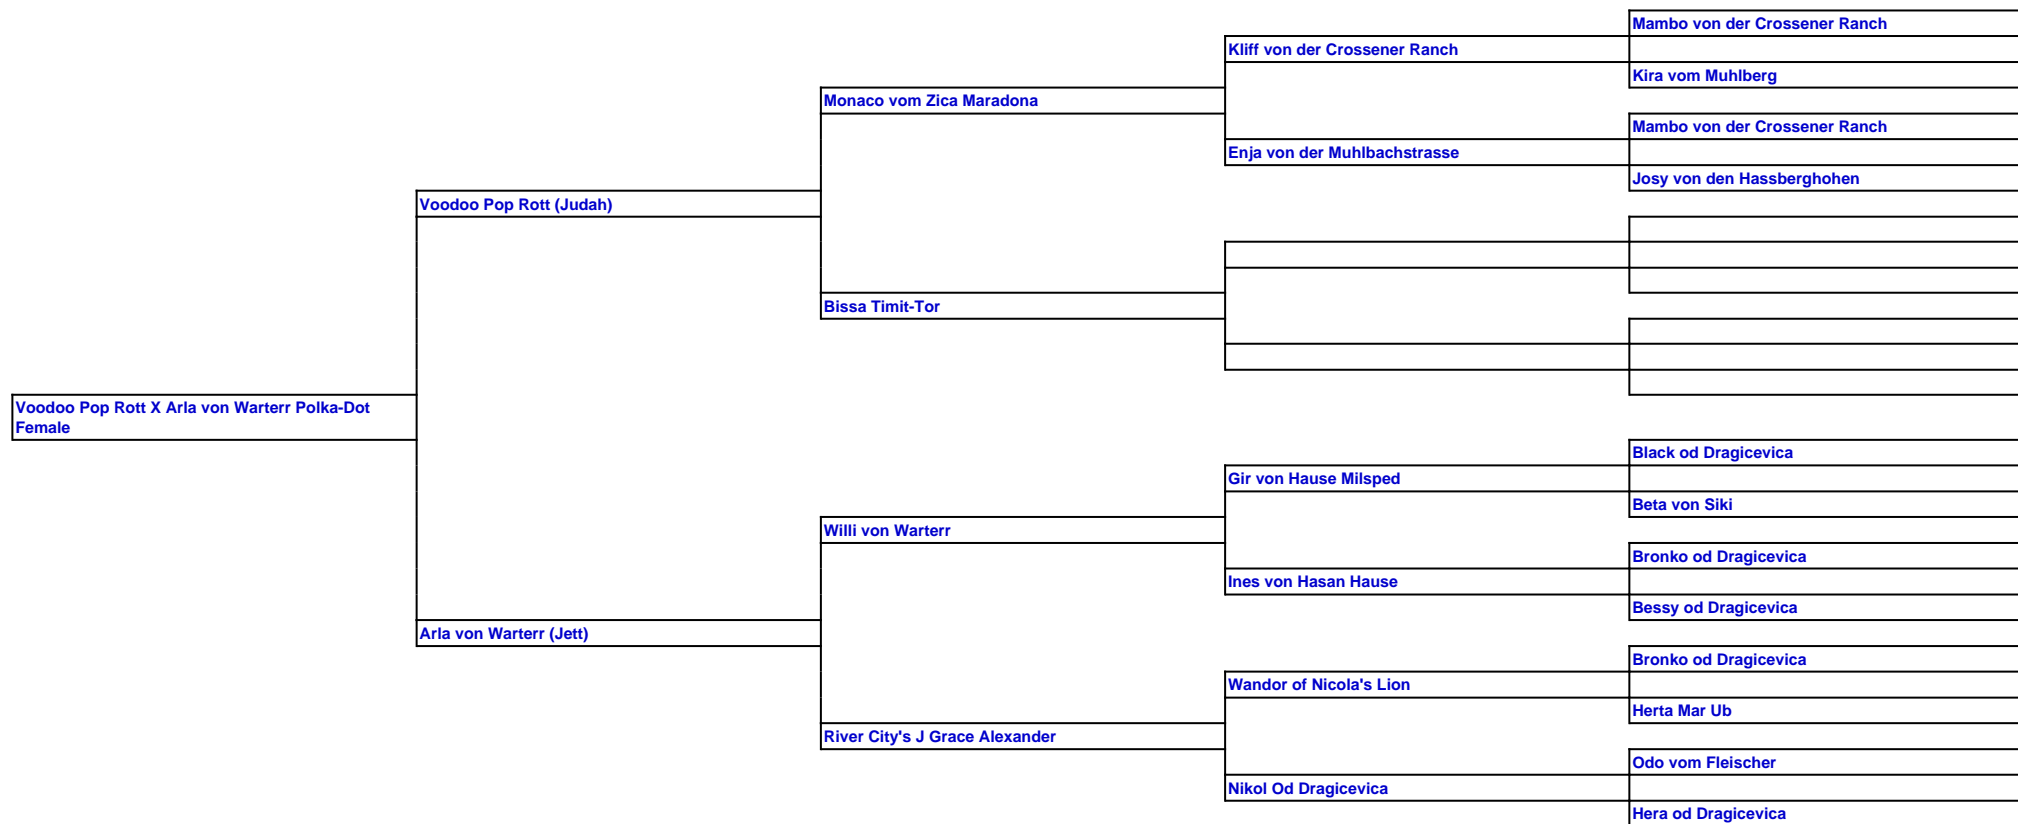 Mambo von der Crossener Ranch
Kliff von der Crossener Ranch
Kira vom Muhlberg
Monaco vom Zica Maradona
Mambo von der Crossener Ranch
Enja von der Muhlbachstrasse
Josy von den Hassberghohen
Voodoo Pop Rott (Judah)
Bissa Timit-Tor
Voodoo Pop Rott X Arla von Warterr Polka-Dot
Female
Black od Dragicevica
Gir von Hause Milsped
Beta von Siki
Willi von Warterr
Bronko od Dragicevica
Ines von Hasan Hause
Bessy od Dragicevica
Arla von Warterr (Jett)
Bronko od Dragicevica
Wandor of Nicola's Lion
Herta Mar Ub
River City's J Grace Alexander
Odo vom Fleischer
Nikol Od Dragicevica
Hera od Dragicevica